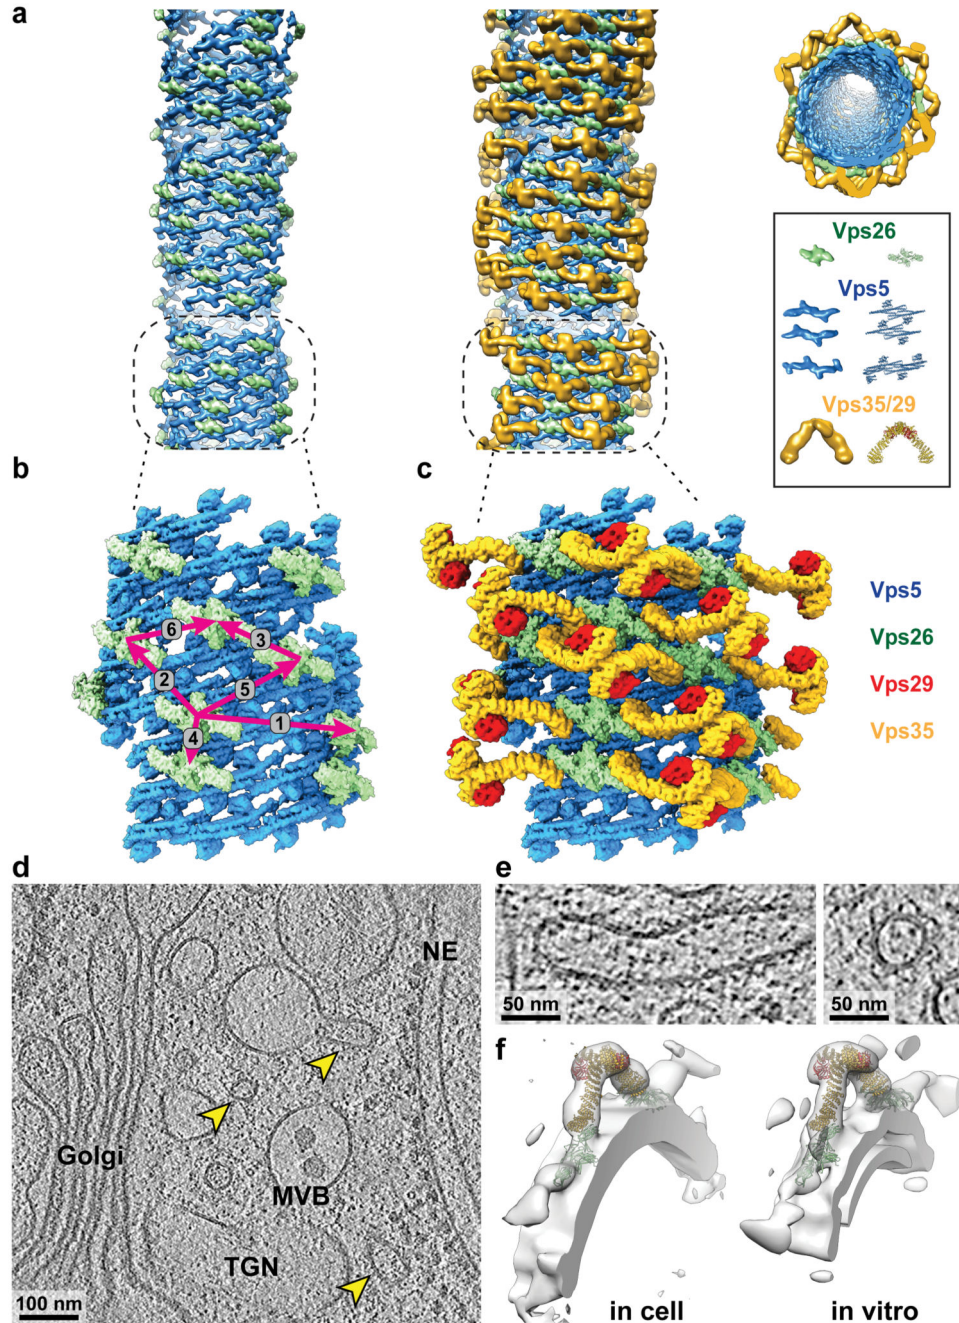 a
Vps26
Vps5
Vps35/29
b
c
6
3
2
5
1
4
Vps5
Vps26
Vps29
Vps35
d
e
NE
Golgi
MVB
TGN
100 nm
50 nm
50 nm
f
in cell
in vitro